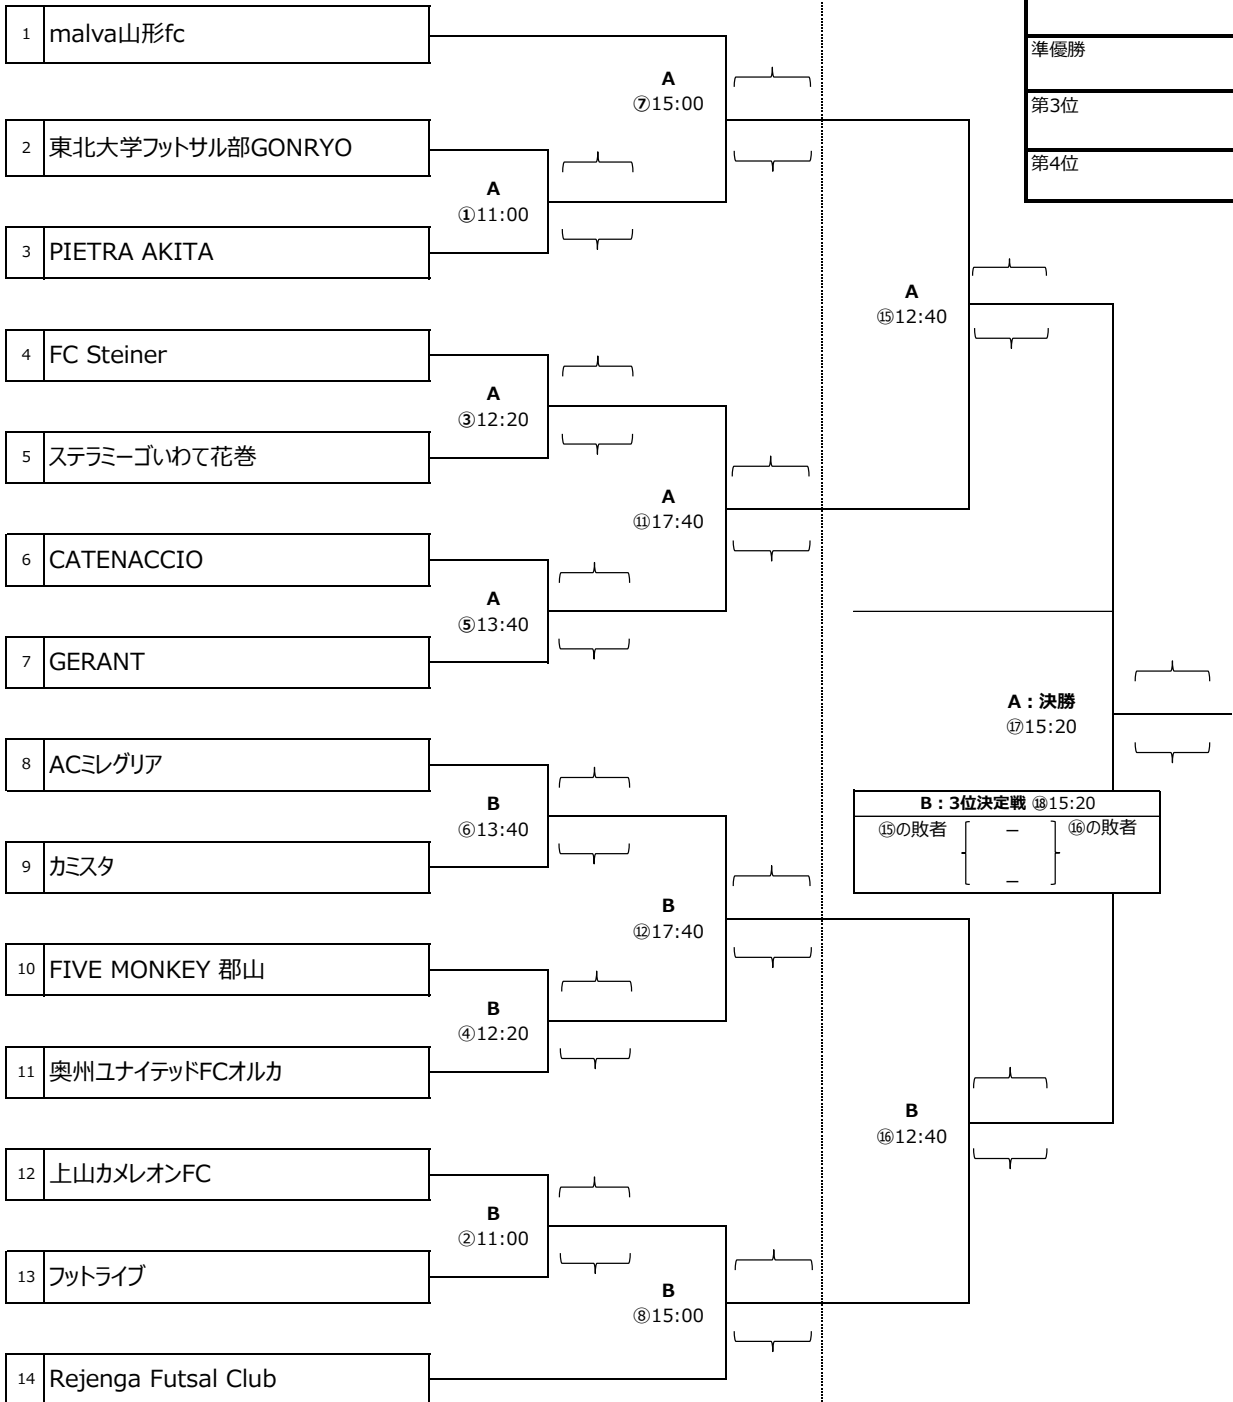 1 malva山形fc
準優勝
A
⑦15:00
第3位
2 東北大学フットサル部GONRYO
第4位
A
①11:00
3 PIETRA AKITA
A
⑮12:40
4 FC Steiner
A
③12:20
5 ステラミーゴいわて花巻
A
⑪17:40
6 CATENACCIO
A
⑤13:40
7 GERANT
A：決勝
⑰15:20
8 ACミレグリア
B
⑥13:40
B：3位決定戦 ⑱15:20
⑮の敗者 － ⑯の敗者
－
9 カミスタ
B
⑫17:40
10 FIVE MONKEY 郡山
B
④12:20
11 奥州ユナイテッドFCオルカ
B
⑯12:40
12 上山カメレオンFC
B
②11:00
13 フットライブ
B
⑧15:00
14 Rejenga Futsal Club